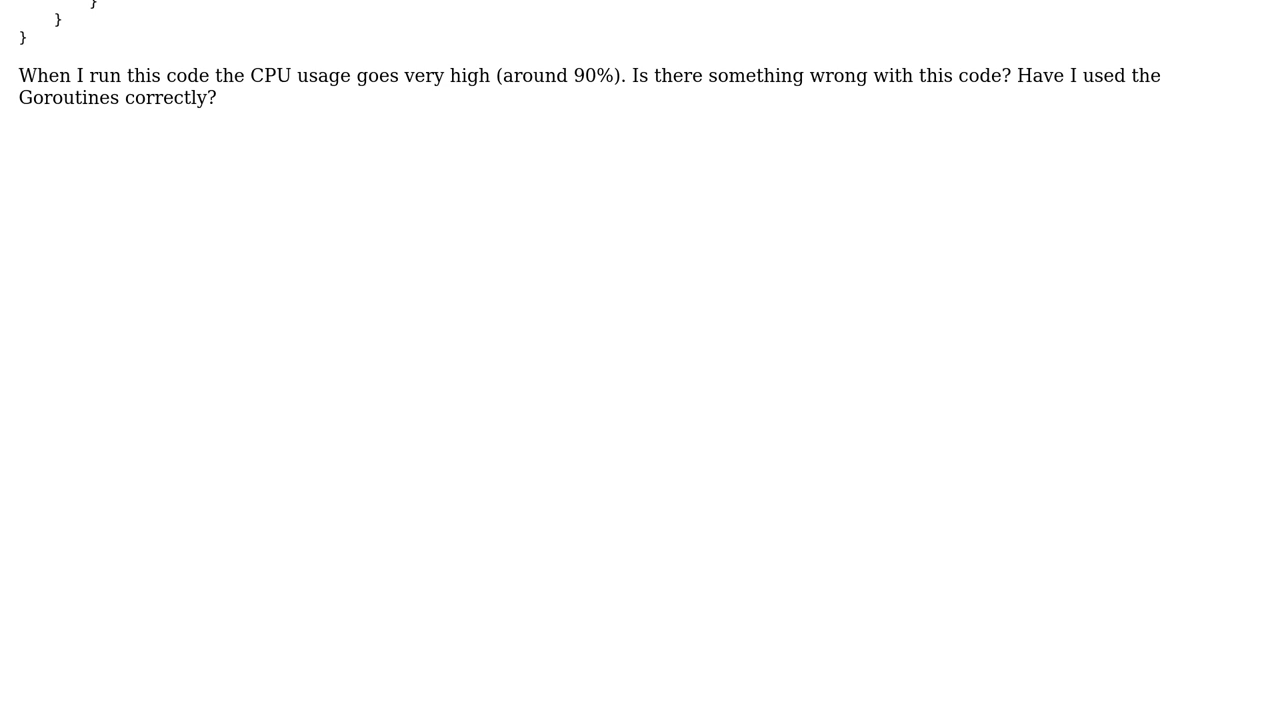 }
}
}
When I run this code the CPU usage goes very high (around 90%). Is there something wrong with this code? Have I used the
Goroutines correctly?